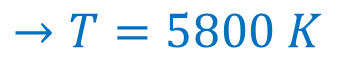 → T = 5800 K